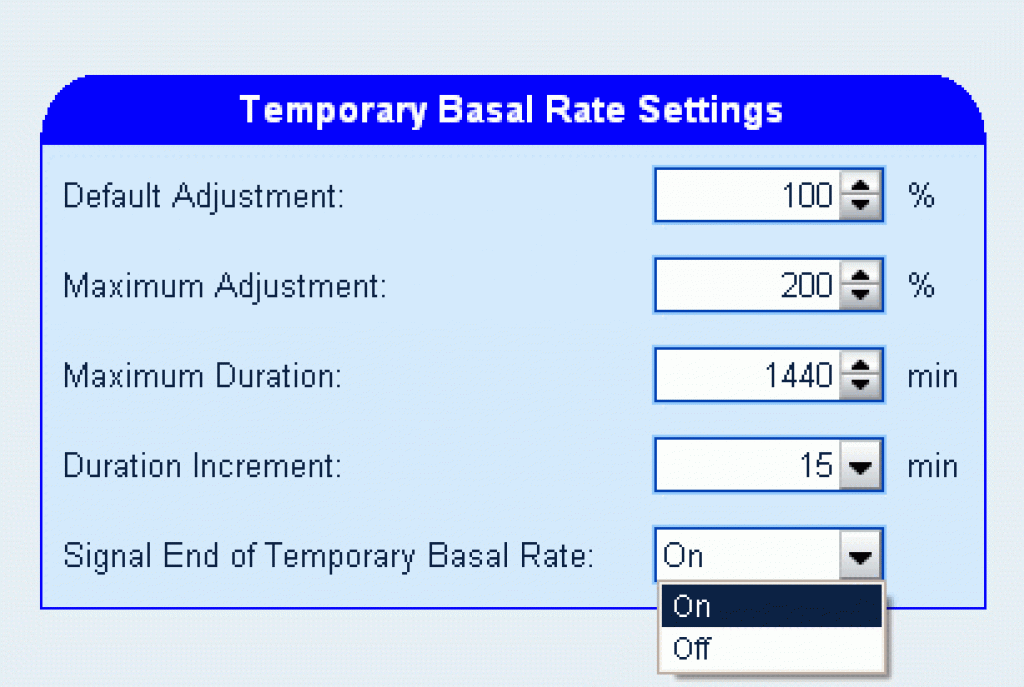 Temporary Basal Rate Settings
Default Adjustment: 100 %
Maximum Adjustment: 200 %
Maximum Duration: 1440 min
Duration Increment: 15 min
Signal End of Temporary Basal Rate: On
On
Off